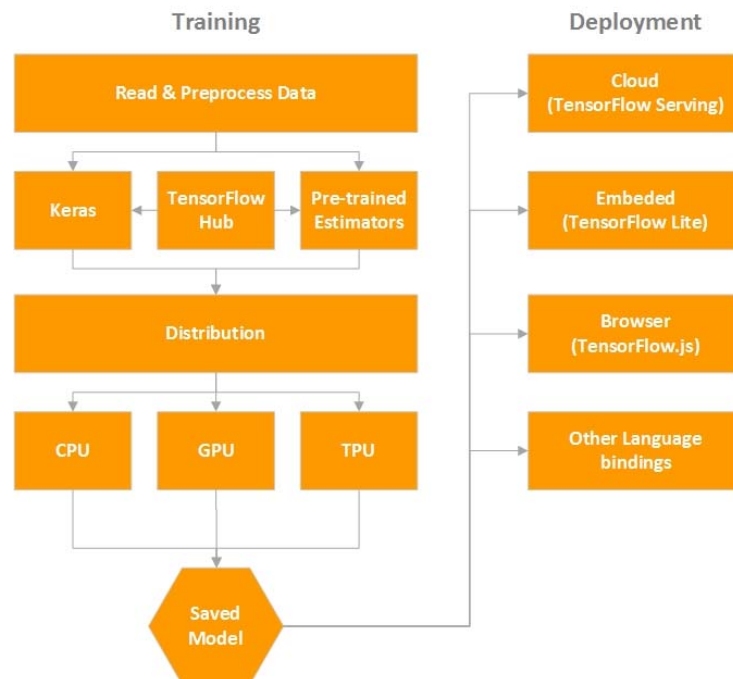 Training
Deployment
Read & Preprocess Data
Keras
TensorFlow
Hub
Pre-trained
Estimators
Distribution
CPU
GPU
TPU
Saved
Model
Cloud
(TensorFlow Serving)
Embeded
(TensorFlow Lite)
Browser
(TensorFlow.js)
Other Language
bindings